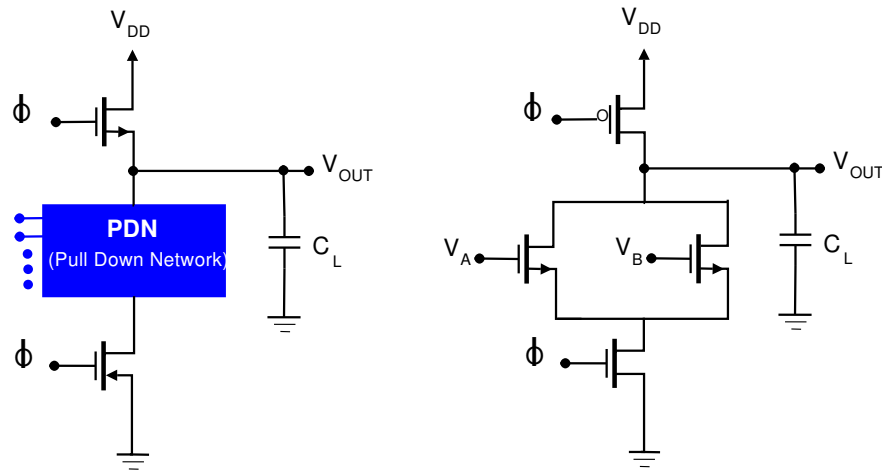 V_DD
ϕ
V_OUT
PDN
(Pull Down Network)
C_L
ϕ
V_DD
ϕ
V_OUT
V_A
V_B
C_L
ϕ